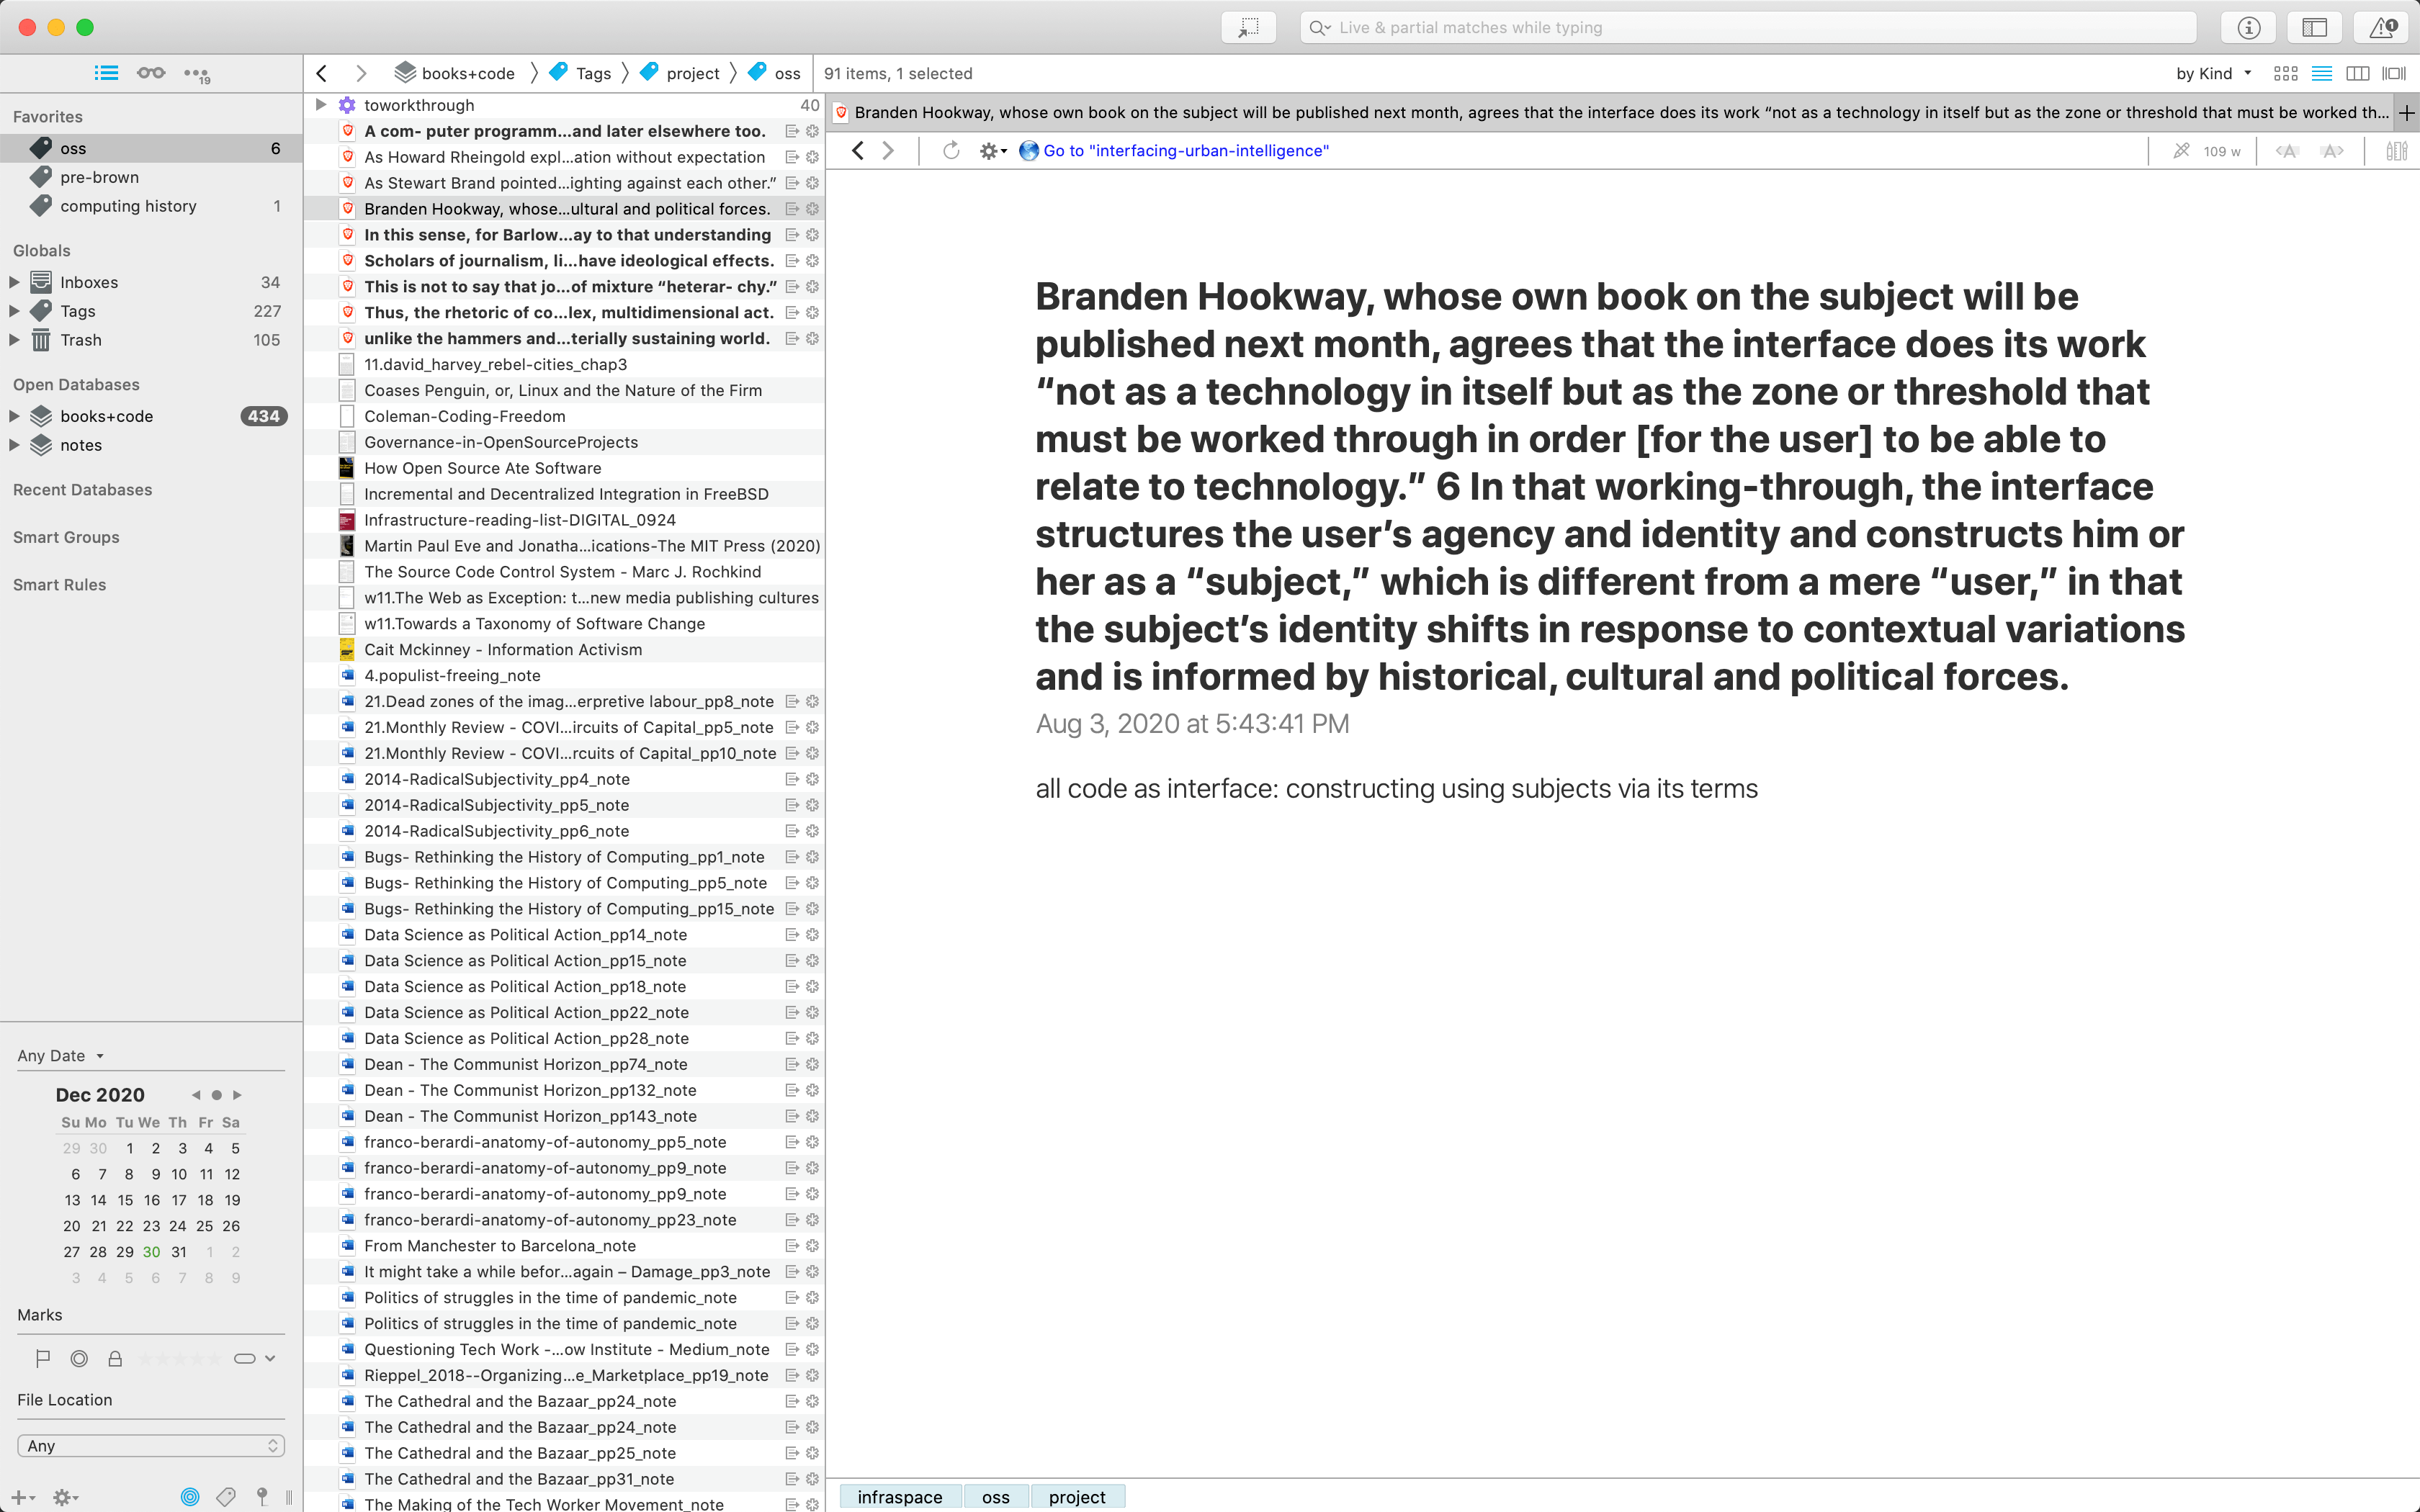 Live & partial matches while typing
1
19
books+code
Tags
project
oss
91 items, 1 selected
by Kind
Favorites
oss 6
pre-brown
computing history 1
Globals
Inboxes 34
Tags 227
Trash 105
Open Databases
books+code 434
notes
Recent Databases
Smart Groups
Smart Rules
Any Date
Dec 2020
Su Mo Tu We Th Fr Sa
29 30 1 2 3 4 5
6 7 8 9 10 11 12
13 14 15 16 17 18 19
20 21 22 23 24 25 26
27 28 29 30 31 1 2
3 4 5 6 7 8 9
Marks
File Location
Any
toworkthrough 40
A com- puter programm...and later elsewhere too.
As Howard Rheingold expl...ation without expectation
As Stewart Brand pointed...ighting against each other.”
Branden Hookway, whose...ultural and political forces.
In this sense, for Barlow...ay to that understanding
Scholars of journalism, li...have ideological effects.
This is not to say that jo...of mixture “heterar- chy.”
Thus, the rhetoric of co...lex, multidimensional act.
unlike the hammers and...terially sustaining world.
11.david_harvey_rebel-cities_chap3
Coases Penguin, or, Linux and the Nature of the Firm
Coleman-Coding-Freedom
Governance-in-OpenSourceProjects
How Open Source Ate Software
Incremental and Decentralized Integration in FreeBSD
Infrastructure-reading-list-DIGITAL_0924
Martin Paul Eve and Jonatha...ications-The MIT Press (2020)
The Source Code Control System - Marc J. Rochkind
w11.The Web as Exception: t...new media publishing cultures
w11.Towards a Taxonomy of Software Change
Cait Mckinney - Information Activism
4.populist-freeing_note
21.Dead zones of the imag...erpretive labour_pp8_note
21.Monthly Review - COVI...ircuits of Capital_pp5_note
21.Monthly Review - COVI...rcuits of Capital_pp10_note
2014-RadicalSubjectivity_pp4_note
2014-RadicalSubjectivity_pp5_note
2014-RadicalSubjectivity_pp6_note
Bugs- Rethinking the History of Computing_pp1_note
Bugs- Rethinking the History of Computing_pp5_note
Bugs- Rethinking the History of Computing_pp15_note
Data Science as Political Action_pp14_note
Data Science as Political Action_pp15_note
Data Science as Political Action_pp18_note
Data Science as Political Action_pp22_note
Data Science as Political Action_pp28_note
Dean - The Communist Horizon_pp74_note
Dean - The Communist Horizon_pp132_note
Dean - The Communist Horizon_pp143_note
franco-berardi-anatomy-of-autonomy_pp5_note
franco-berardi-anatomy-of-autonomy_pp9_note
franco-berardi-anatomy-of-autonomy_pp9_note
franco-berardi-anatomy-of-autonomy_pp23_note
From Manchester to Barcelona_note
It might take a while befor...again – Damage_pp3_note
Politics of struggles in the time of pandemic_note
Politics of struggles in the time of pandemic_note
Questioning Tech Work -...ow Institute - Medium_note
Rieppel_2018--Organizing...e_Marketplace_pp19_note
The Cathedral and the Bazaar_pp24_note
The Cathedral and the Bazaar_pp24_note
The Cathedral and the Bazaar_pp25_note
The Cathedral and the Bazaar_pp31_note
The Making of the Tech Worker Movement_note
Branden Hookway, whose own book on the subject will be published next month, agrees that the interface does its work “not as a technology in itself but as the zone or threshold that must be worked th...
Go to "interfacing-urban-intelligence"
109 w
Branden Hookway, whose own book on the subject will be
published next month, agrees that the interface does its work
“not as a technology in itself but as the zone or threshold that
must be worked through in order [for the user] to be able to
relate to technology.” 6 In that working-through, the interface
structures the user’s agency and identity and constructs him or
her as a “subject,” which is different from a mere “user,” in that
the subject’s identity shifts in response to contextual variations
and is informed by historical, cultural and political forces.
Aug 3, 2020 at 5:43:41 PM
all code as interface: constructing using subjects via its terms
infraspace
oss
project